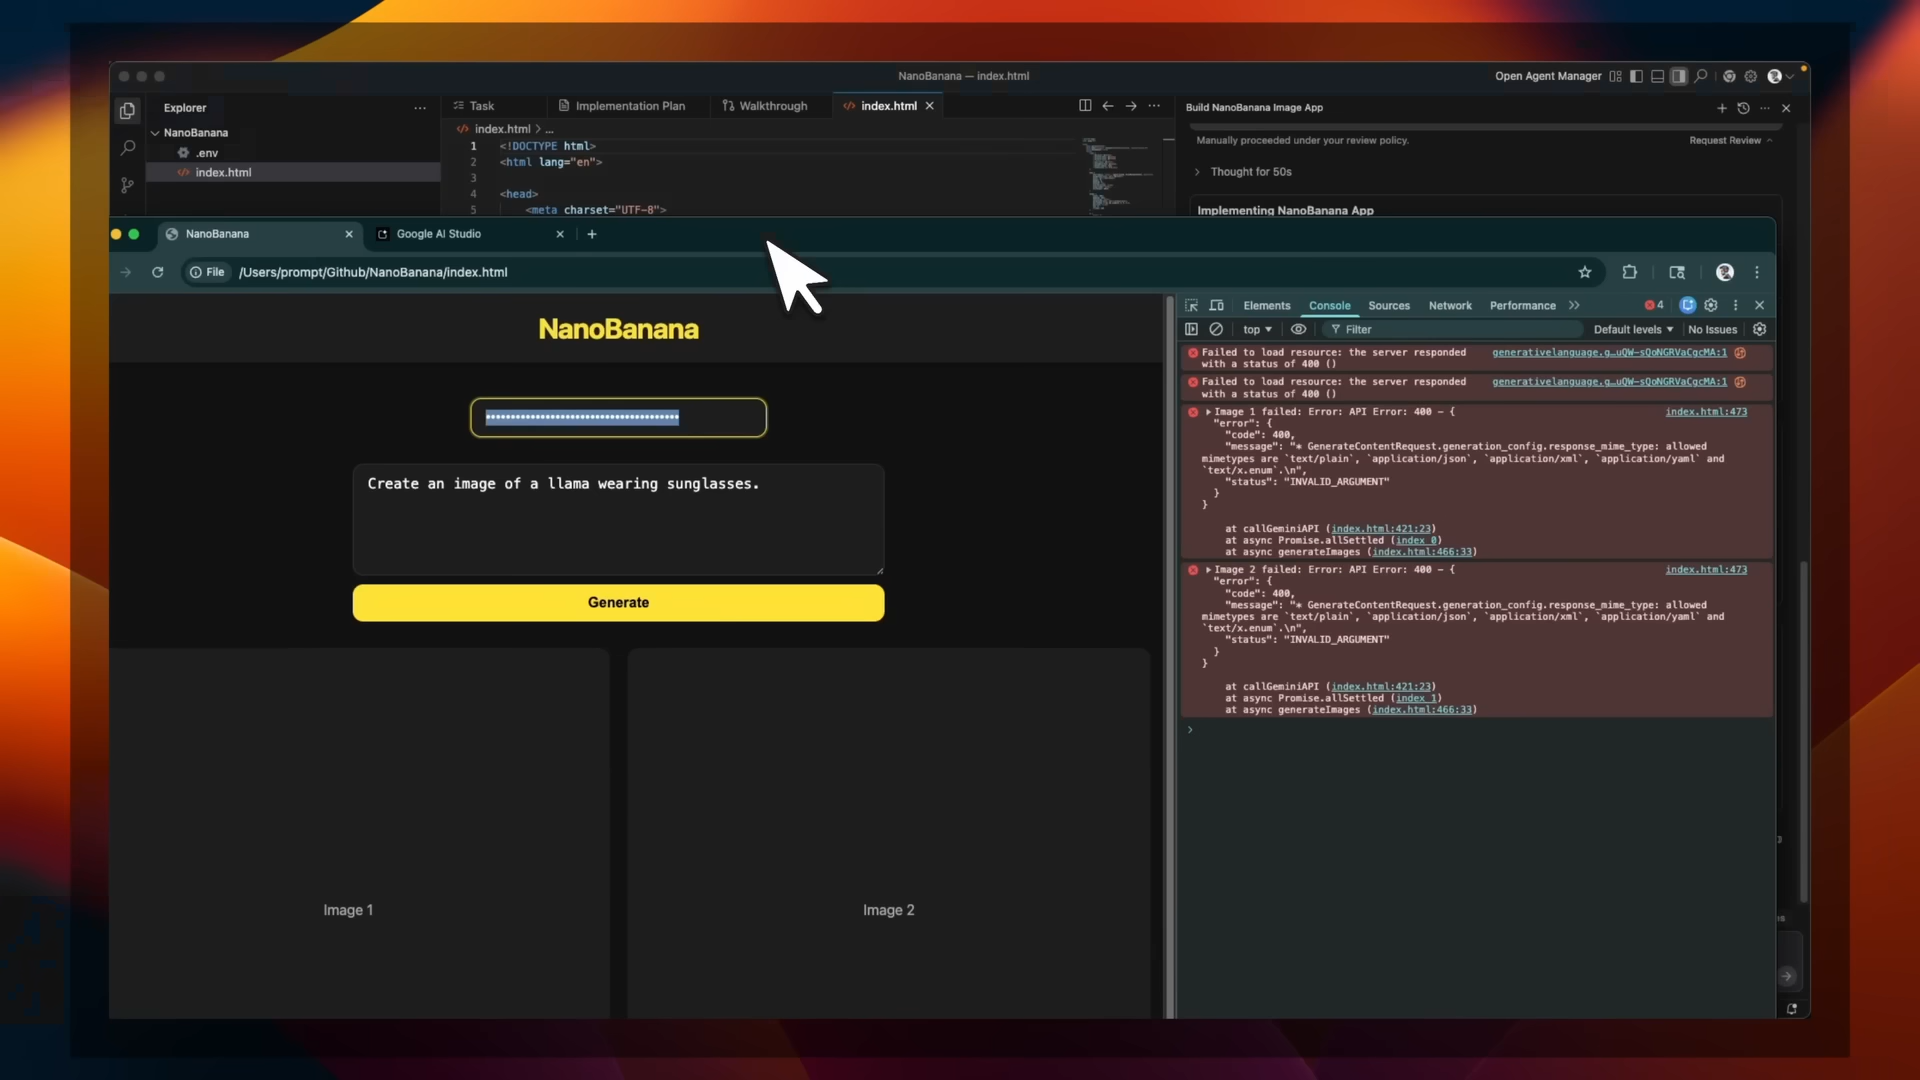 NanoBanana — index.html
Open Agent Manager
Explorer
Task
Implementation Plan
Walkthrough
index.html
Build NanoBanana Image App
NanoBanana
index.html > ...
.env
index.html
1 <!DOCTYPE html>
2 <html lang="en">
3
4 <head>
5 <meta charset="UTF-8">
Manually proceeded under your review policy.
Request Review
Thought for 50s
Implementing NanoBanana App
NanoBanana
Google AI Studio
File
/Users/prompt/Github/NanoBanana/index.html
NanoBanana
Create an image of a llama wearing sunglasses.
Generate
Image 1
Image 2
Elements
Console
Sources
Network
Performance
4
top
Filter
Default levels
No Issues
Failed to load resource: the server responded generativelanguage.g…uQW-sQoNGRVaCgcMA:1
with a status of 400 ()
Failed to load resource: the server responded generativelanguage.g…uQW-sQoNGRVaCgcMA:1
with a status of 400 ()
Image 1 failed: Error: API Error: 400 - { index.html:473
"error": {
"code": 400,
"message": "* GenerateContentRequest.generation_config.response_mime_type: allowed
mimetypes are `text/plain`, `application/json`, `application/xml`, `application/yaml` and
`text/x.enum`.\n",
"status": "INVALID_ARGUMENT"
}
}
at callGeminiAPI (index.html:421:23)
at async Promise.allSettled (index 0)
at async generateImages (index.html:466:33)
Image 2 failed: Error: API Error: 400 - { index.html:473
"error": {
"code": 400,
"message": "* GenerateContentRequest.generation_config.response_mime_type: allowed
mimetypes are `text/plain`, `application/json`, `application/xml`, `application/yaml` and
`text/x.enum`.\n",
"status": "INVALID_ARGUMENT"
}
}
at callGeminiAPI (index.html:421:23)
at async Promise.allSettled (index 1)
at async generateImages (index.html:466:33)